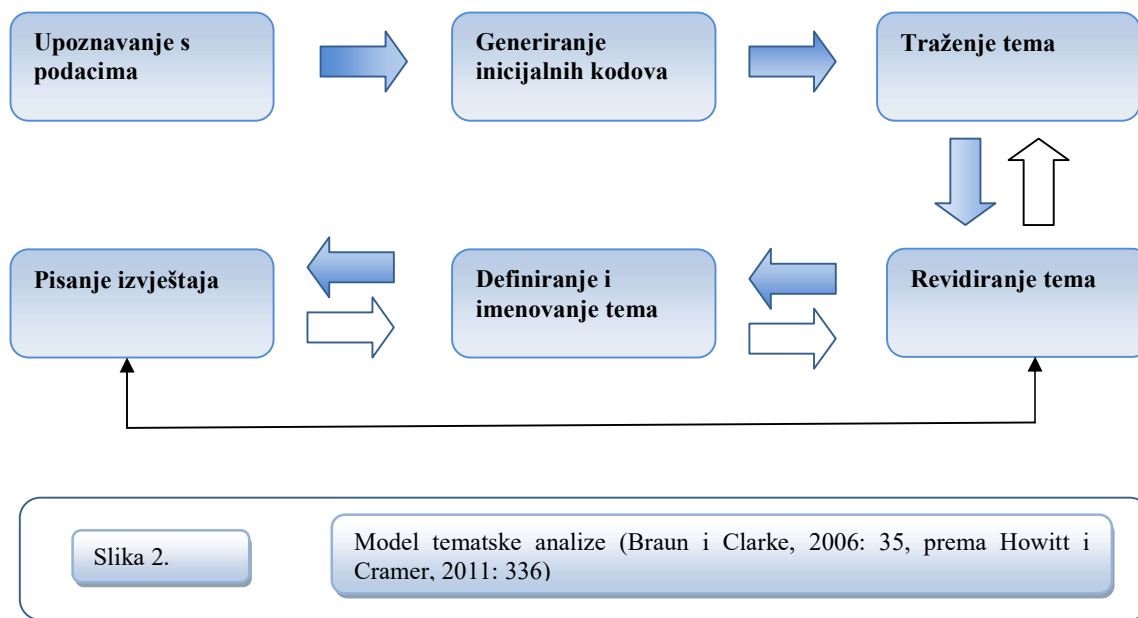 Upoznavanje s
podacima
Generiranje
inicijalnih kodova
Traženje tema
Pisanje izvještaja
Definiranje i
imenovanje tema
Revidiranje tema
Slika 2.
Model tematske analize (Braun i Clarke, 2006: 35, prema Howitt i
Cramer, 2011: 336)